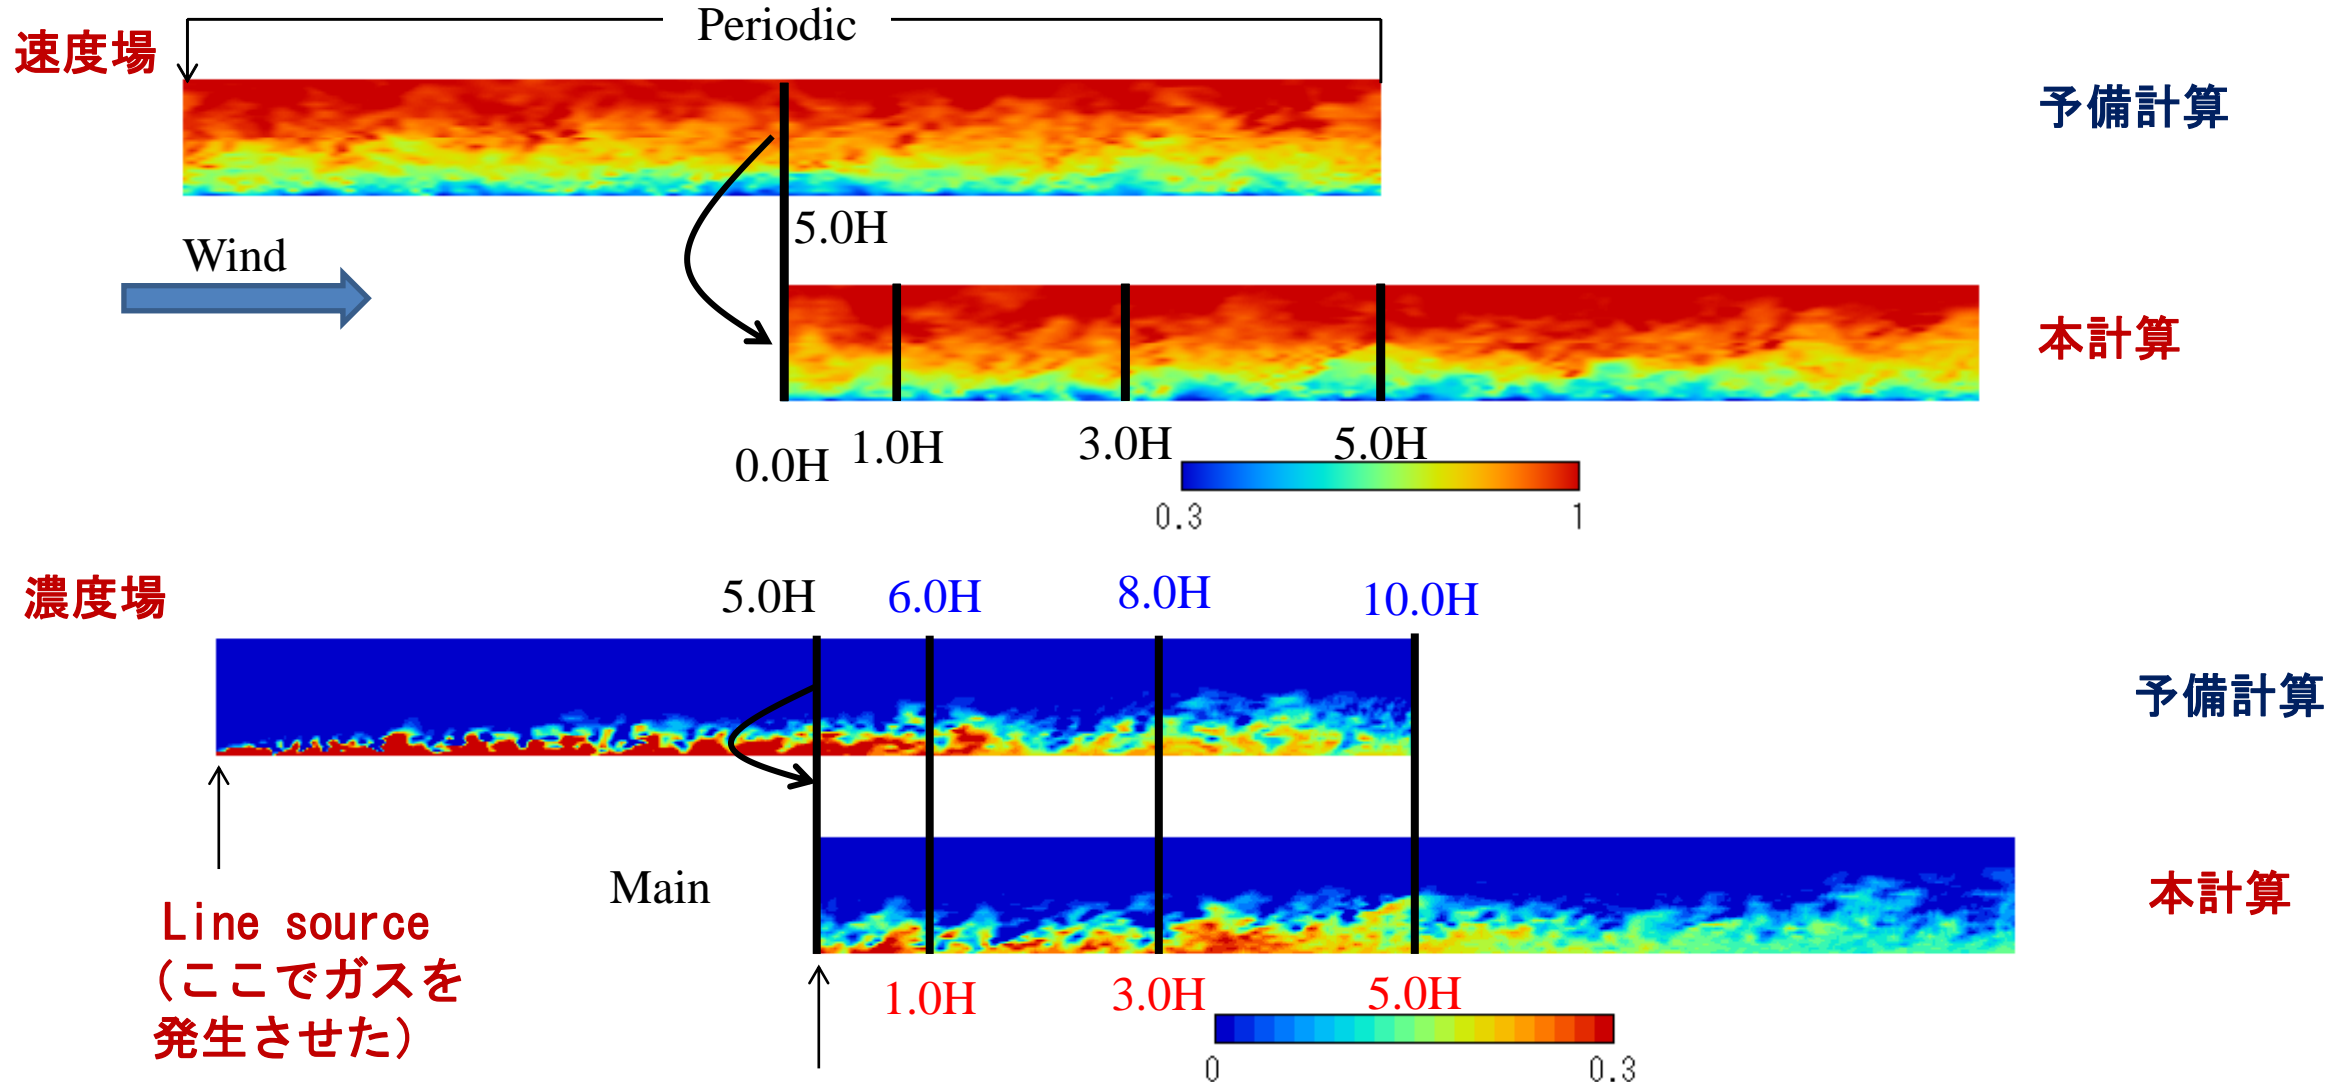 Periodic
速度場
予備計算
5.0H
Wind
本計算
0.0H
1.0H
3.0H
5.0H
0.3
1
濃度場
5.0H
6.0H
8.0H
10.0H
予備計算
Main
本計算
Line source
(ここでガスを
発生させた)
1.0H
3.0H
5.0H
0
0.3